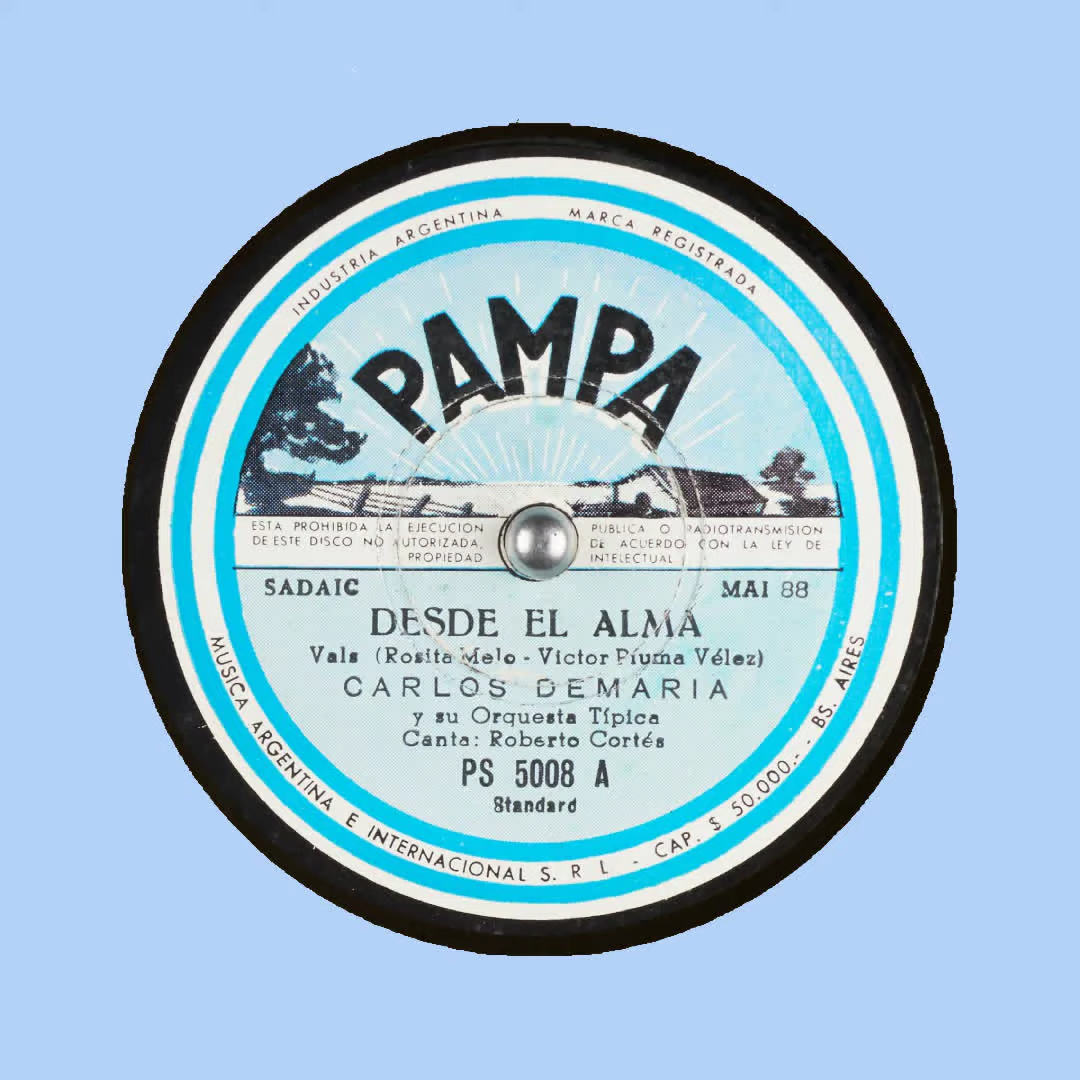 INDUSTRIA ARGENTINA MARCA REGISTRADA
PAMPA
ESTA PROHIBIDA LA EJECUCION PUBLICA O RADIOTRANSMISION
DE ESTE DISCO NO AUTORIZADA, DE ACUERDO CON LA LEY DE
PROPIEDAD INTELECTUAL
SADAIC MAI 88
DESDE EL ALMA
Vals (Rosita Melo - Victor Piuma Vélez)
CARLOS DEMARIA
y su Orquesta Típica
Canta: Roberto Cortés
PS 5008 A
Standard
MUSICA ARGENTINA E INTERNACIONAL S. R L - CAP. $ 50.000.- - BS. AIRES